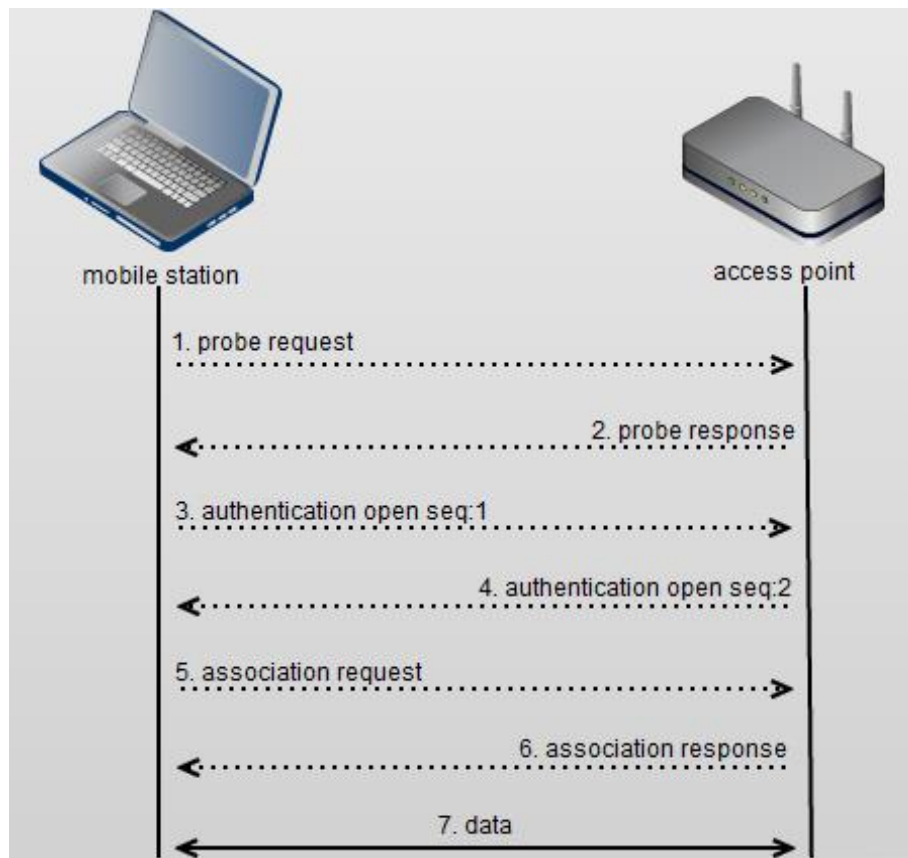 mobile station
access point
1. probe request
2. probe response
3. authentication open seq:1
4. authentication open seq:2
5. association request
6. association response
7. data